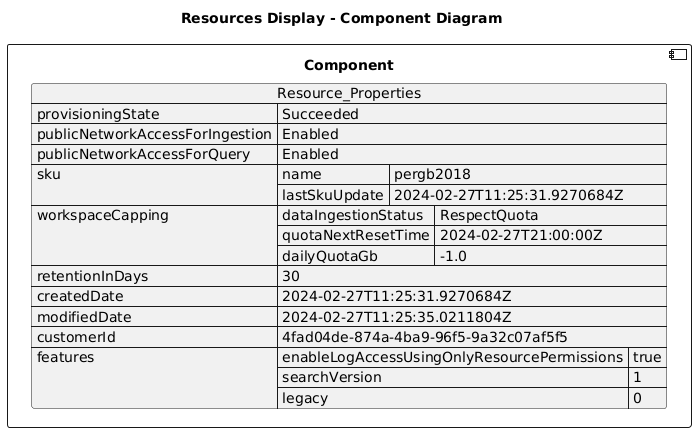 Resources Display - Component Diagram
Component
Resource_Properties
provisioningState Succeeded
publicNetworkAccessForIngestion Enabled
publicNetworkAccessForQuery Enabled
sku name pergb2018
lastSkuUpdate 2024-02-27T11:25:31.9270684Z
workspaceCapping dataIngestionStatus RespectQuota
quotaNextResetTime 2024-02-27T21:00:00Z
dailyQuotaGb -1.0
retentionInDays 30
createdDate 2024-02-27T11:25:31.9270684Z
modifiedDate 2024-02-27T11:25:35.0211804Z
customerId 4fad04de-874a-4ba9-96f5-9a32c07af5f5
features enableLogAccessUsingOnlyResourcePermissions true
searchVersion 1
legacy 0